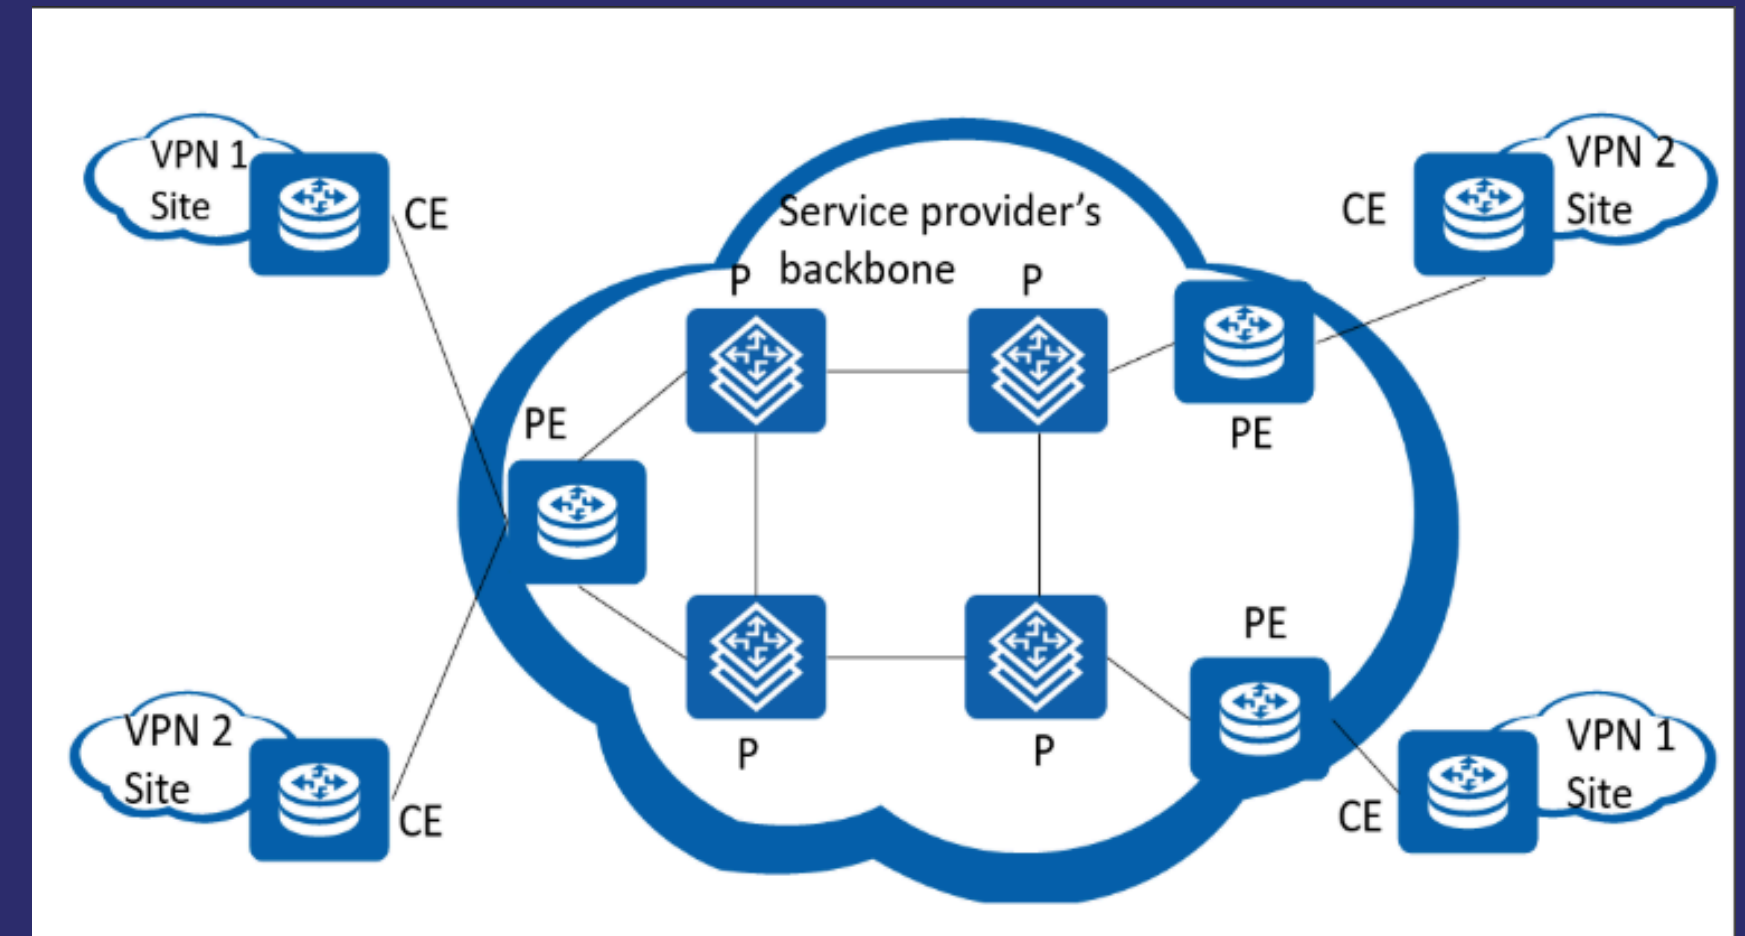 VPN 1
Site
CE
VPN 2
Site
CE
Service provider’s
backbone
P
P
PE
PE
PE
P
P
VPN 2
Site
CE
VPN 1
Site
CE